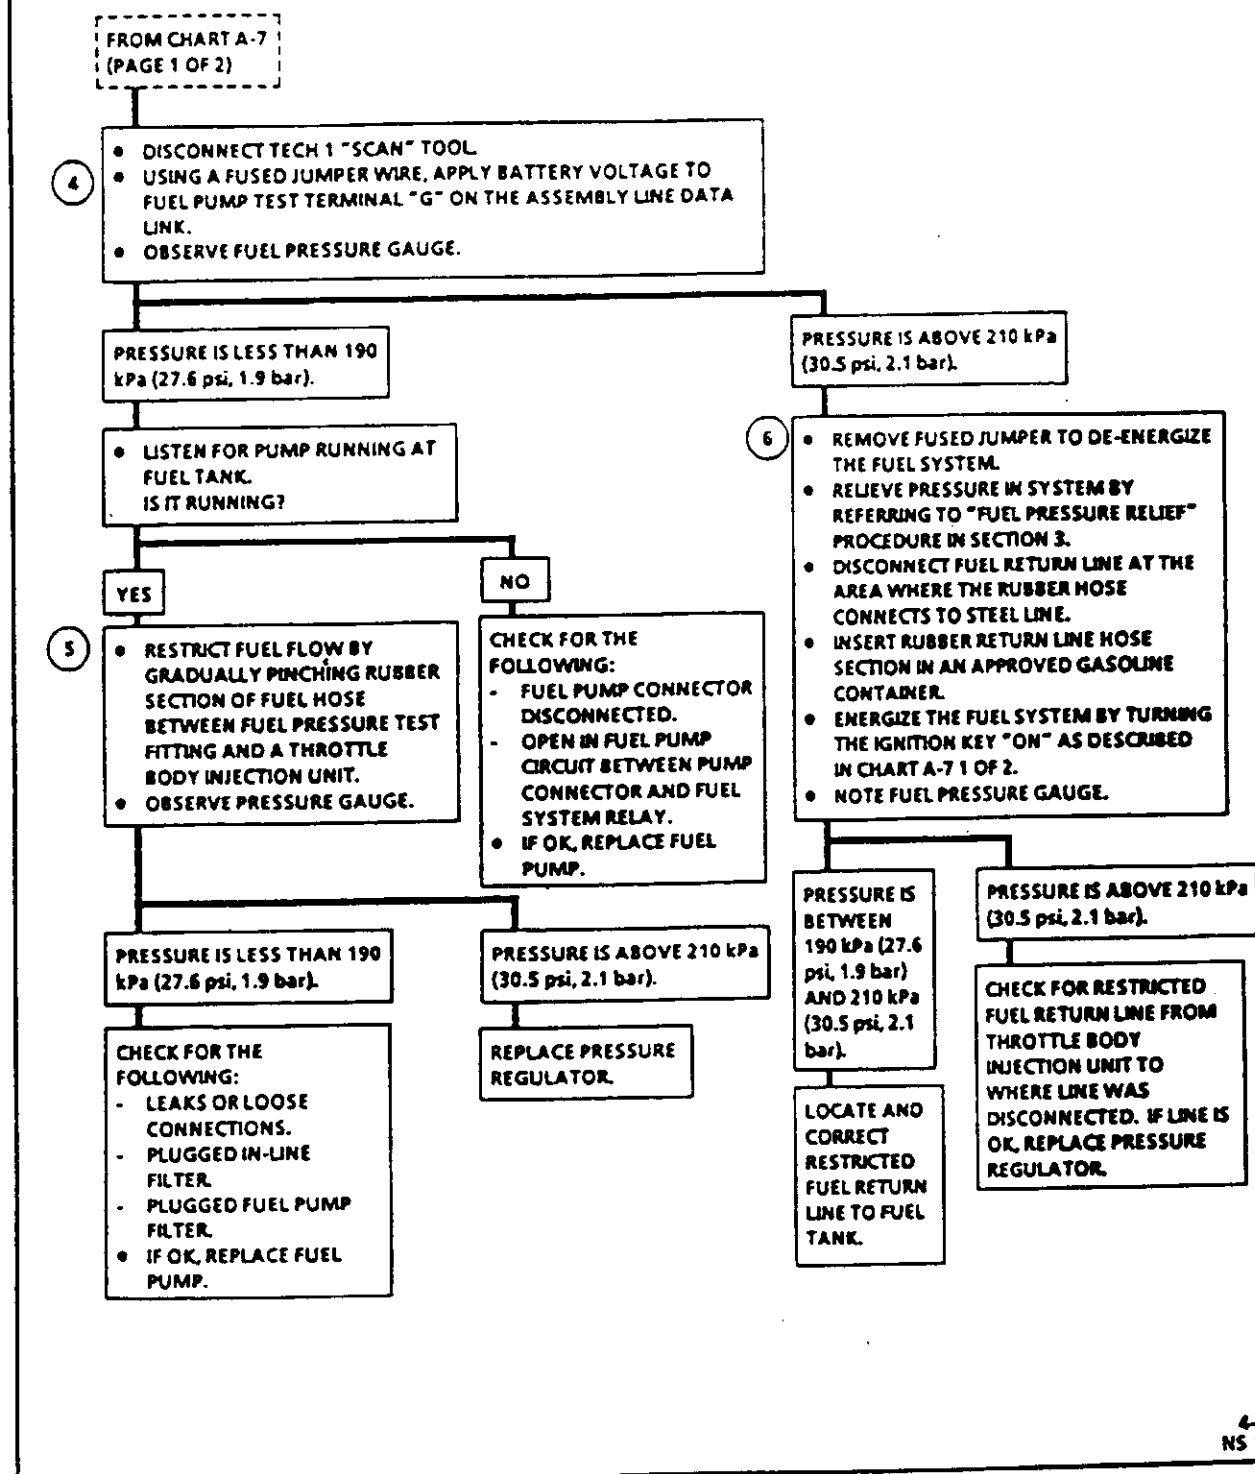 FROM CHART A-7
(PAGE 1 OF 2)
4
• DISCONNECT TECH 1 "SCAN" TOOL.
• USING A FUSED JUMPER WIRE, APPLY BATTERY VOLTAGE TO
FUEL PUMP TEST TERMINAL "G" ON THE ASSEMBLY LINE DATA
LINK.
• OBSERVE FUEL PRESSURE GAUGE.
PRESSURE IS LESS THAN 190
kPa (27.6 psi, 1.9 bar).
• LISTEN FOR PUMP RUNNING AT
FUEL TANK.
IS IT RUNNING?
YES
NO
5
• RESTRICT FUEL FLOW BY
GRADUALLY PINCHING RUBBER
SECTION OF FUEL HOSE
BETWEEN FUEL PRESSURE TEST
FITTING AND A THROTTLE
BODY INJECTION UNIT.
• OBSERVE PRESSURE GAUGE.
CHECK FOR THE
FOLLOWING:
- FUEL PUMP CONNECTOR
DISCONNECTED.
- OPEN IN FUEL PUMP
CIRCUIT BETWEEN PUMP
CONNECTOR AND FUEL
SYSTEM RELAY.
• IF OK, REPLACE FUEL
PUMP.
PRESSURE IS LESS THAN 190
kPa (27.6 psi, 1.9 bar).
CHECK FOR THE
FOLLOWING:
- LEAKS OR LOOSE
CONNECTIONS.
- PLUGGED IN-LINE
FILTER.
- PLUGGED FUEL PUMP
FILTER.
• IF OK, REPLACE FUEL
PUMP.
PRESSURE IS ABOVE 210 kPa
(30.5 psi, 2.1 bar).
REPLACE PRESSURE
REGULATOR.
PRESSURE IS ABOVE 210 kPa
(30.5 psi, 2.1 bar).
6
• REMOVE FUSED JUMPER TO DE-ENERGIZE
THE FUEL SYSTEM.
• RELIEVE PRESSURE IN SYSTEM BY
REFERRING TO "FUEL PRESSURE RELIEF"
PROCEDURE IN SECTION 3.
• DISCONNECT FUEL RETURN LINE AT THE
AREA WHERE THE RUBBER HOSE
CONNECTS TO STEEL LINE.
• INSERT RUBBER RETURN LINE HOSE
SECTION IN AN APPROVED GASOLINE
CONTAINER.
• ENERGIZE THE FUEL SYSTEM BY TURNING
THE IGNITION KEY "ON" AS DESCRIBED
IN CHART A-7 1 OF 2.
• NOTE FUEL PRESSURE GAUGE.
PRESSURE IS
BETWEEN
190 kPa (27.6
psi, 1.9 bar)
AND 210 kPa
(30.5 psi, 2.1
bar).
LOCATE AND
CORRECT
RESTRICTED
FUEL RETURN
LINE TO FUEL
TANK.
PRESSURE IS ABOVE 210 kPa
(30.5 psi, 2.1 bar).
CHECK FOR RESTRICTED
FUEL RETURN LINE FROM
THROTTLE BODY
INJECTION UNIT TO
WHERE LINE WAS
DISCONNECTED. IF LINE IS
OK, REPLACE PRESSURE
REGULATOR.
NS